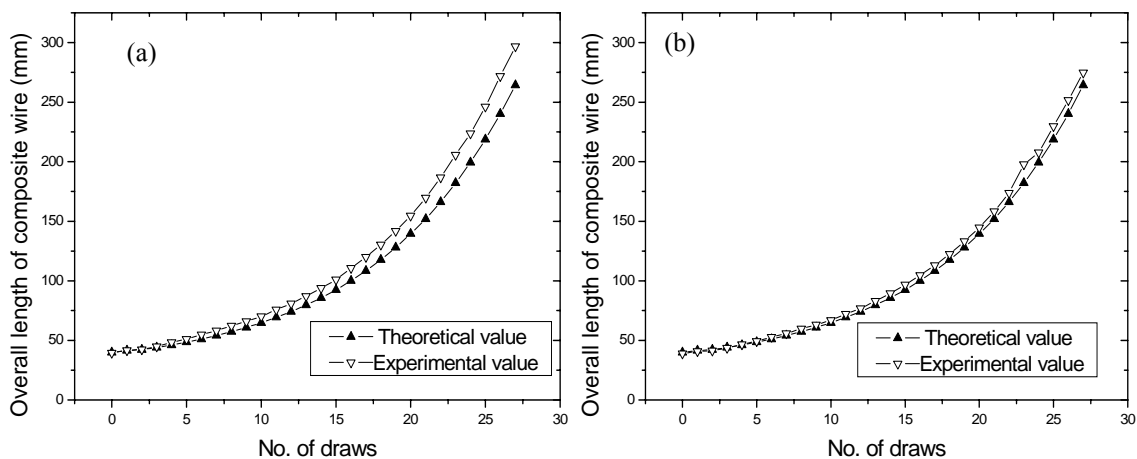 (a)
Overall length of composite wire (mm)
300
250
200
150
100
50
0
Theoretical value
Experimental value
0 5 10 15 20 25 30
No. of draws
(b)
Overall length of composite wire (mm)
300
250
200
150
100
50
0
Theoretical value
Experimental value
0 5 10 15 20 25 30
No. of draws